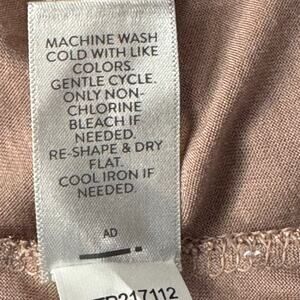 MACHINE WASH
COLD WITH LIKE
COLORS.
GENTLE CYCLE.
ONLY NON-
CHLORINE
BLEACH IF
NEEDED.
RE-SHAPE & DRY
FLAT.
COOL IRON IF
NEEDED
AD